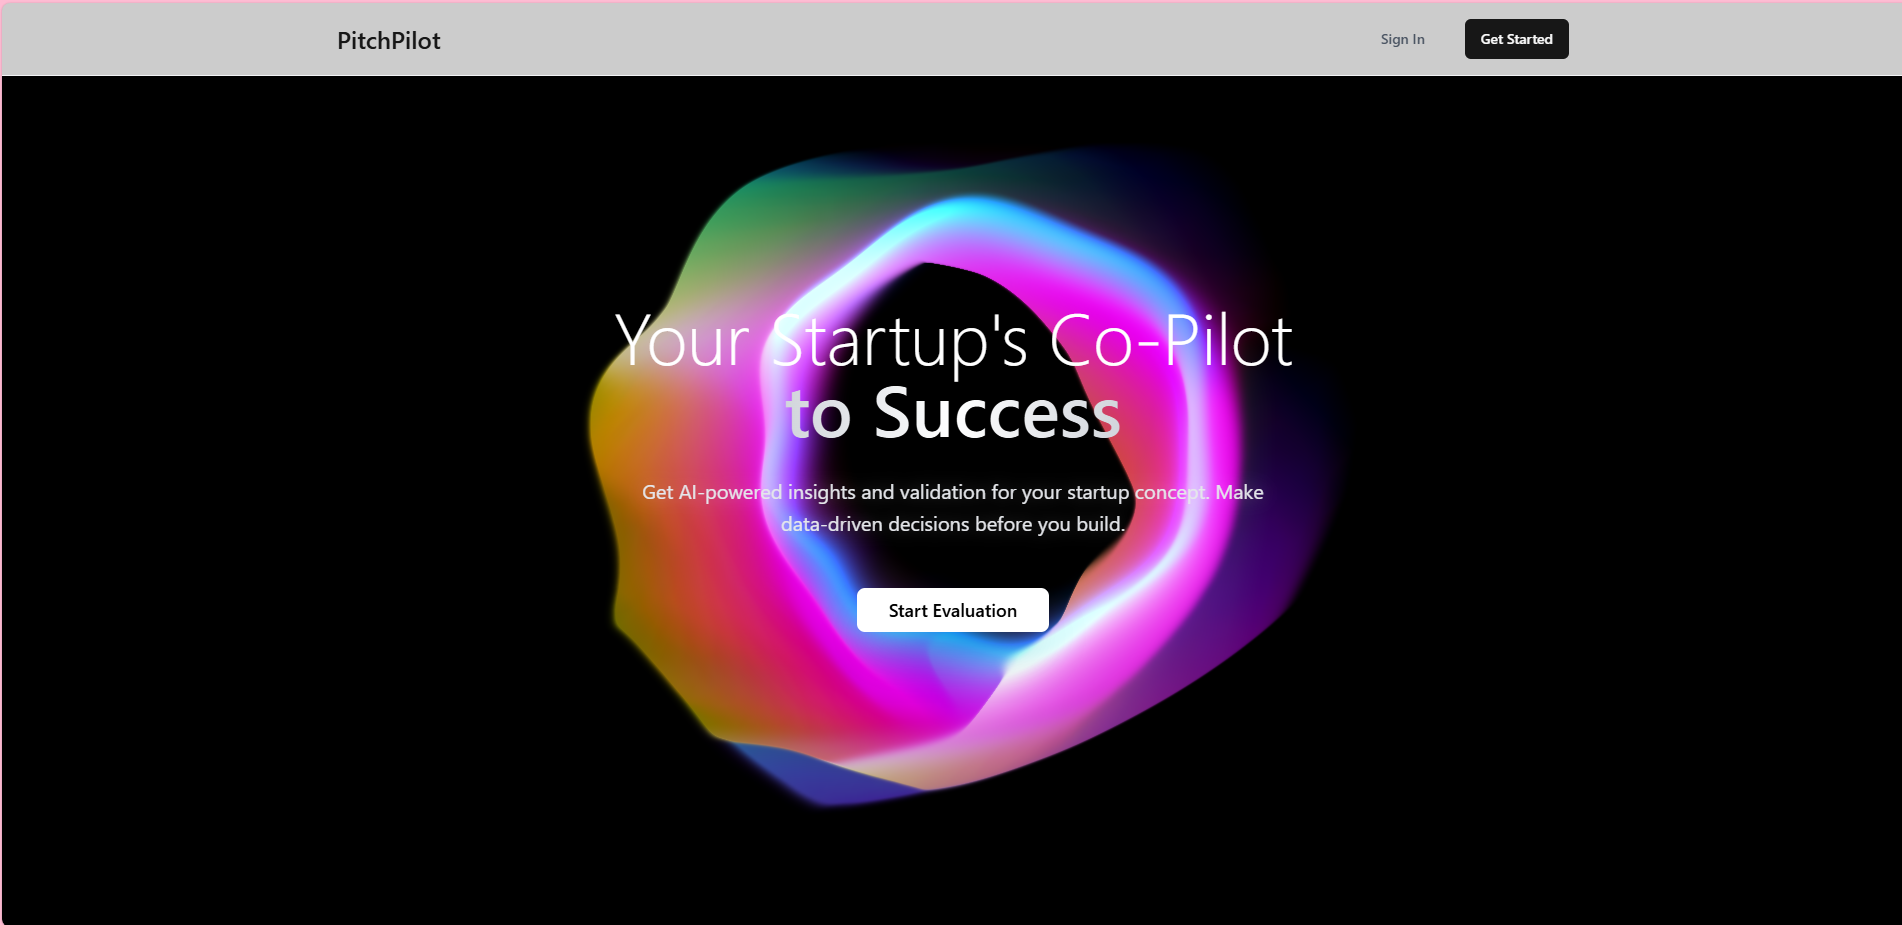 PitchPilot
Sign In
Get Started
Your Startup's Co-Pilot
to Success
Get AI-powered insights and validation for your startup concept. Make
data-driven decisions before you build.
Start Evaluation